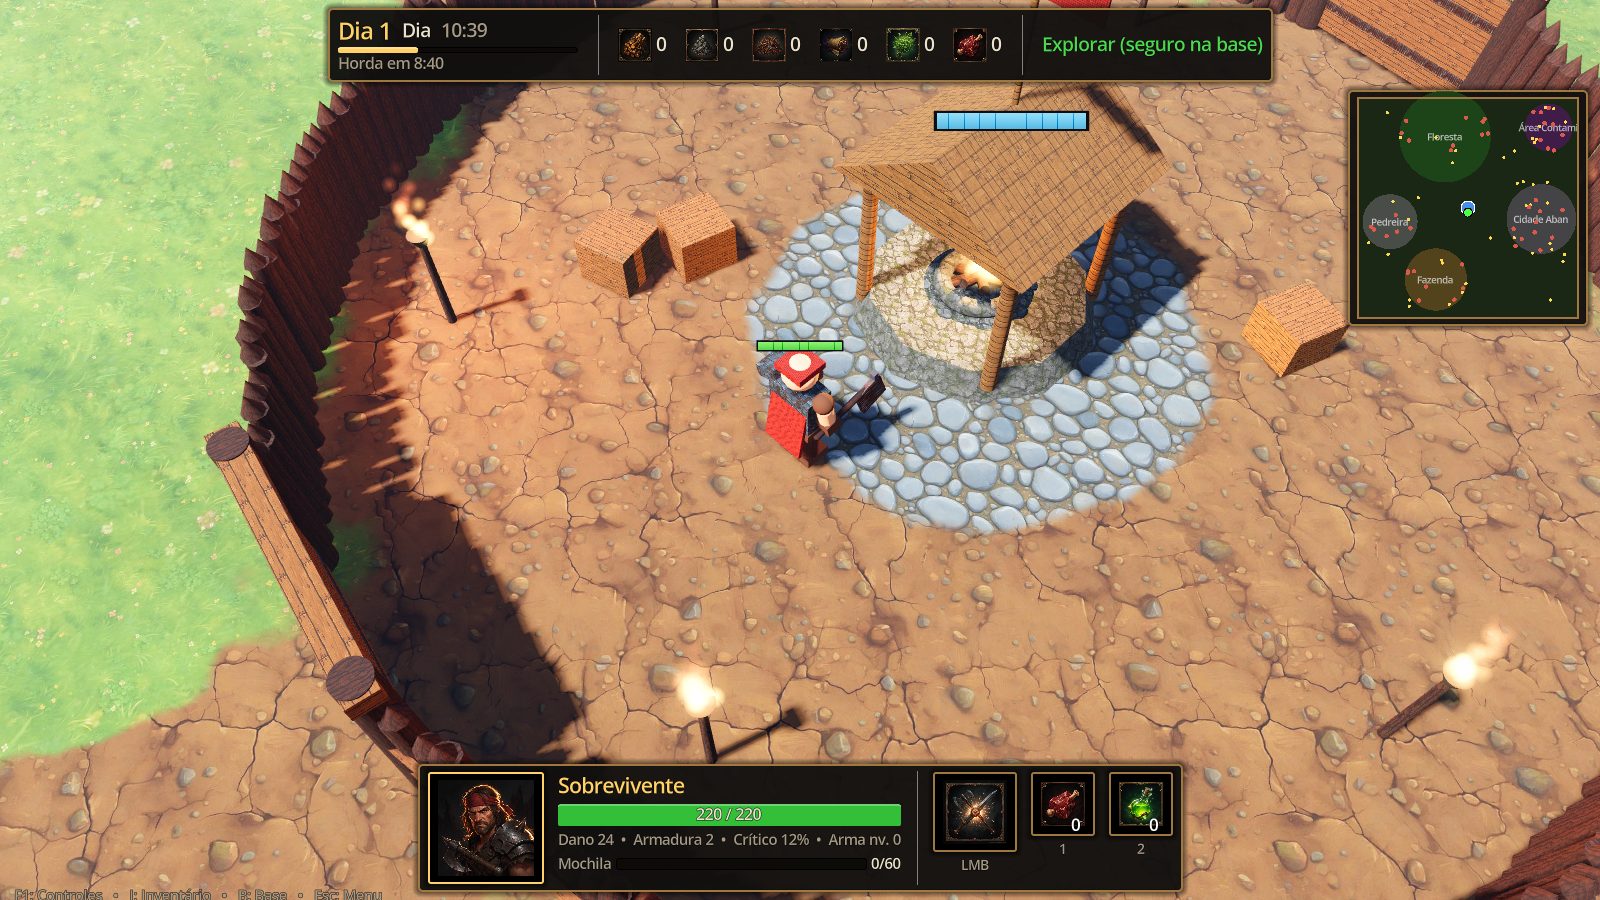 Dia 1 Dia 10:39
Horda em 8:40
0 0 0 0 0 0
Explorar (seguro na base)
Floresta
Área Contami
Pedreira
Cidade Aban
Fazenda
Sobrevivente
220 / 220
Dano 24 • Armadura 2 • Crítico 12% • Arma nv. 0
Mochila 0/60
LMB
0
1
0
2
F1: Controles • I: Inventário • B: Base • Esc: Menu